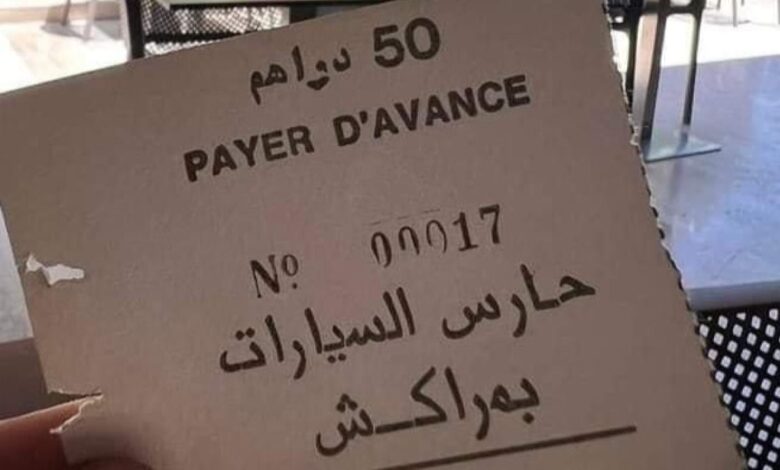 50 دراهم
PAYER D'AVANCE
Nº 00017
حارس السيارات
بمراكش